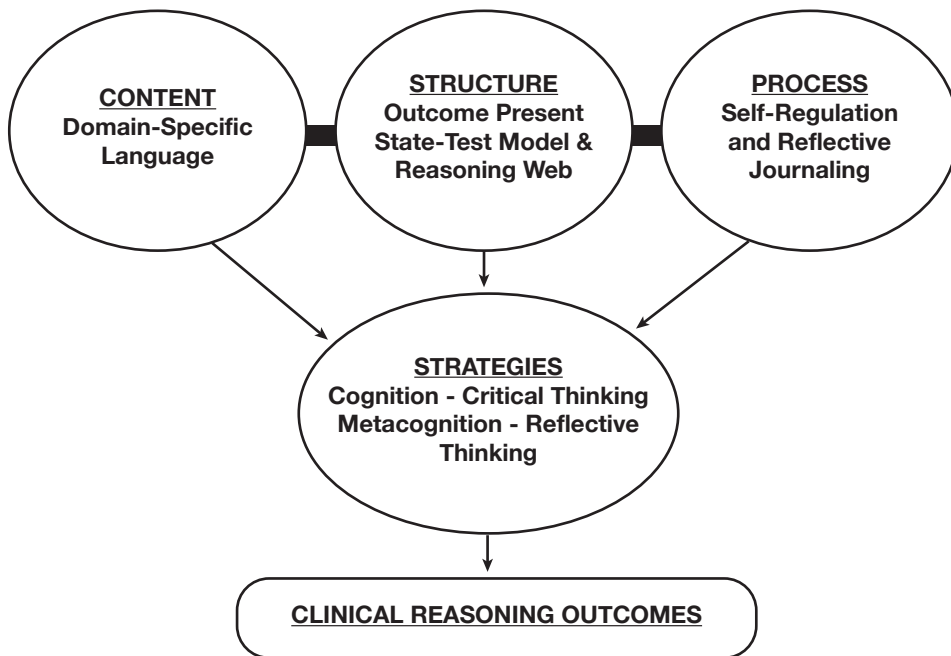 CONTENT
Domain-Specific
Language
STRUCTURE
Outcome Present
State-Test Model &
Reasoning Web
PROCESS
Self-Regulation
and Reflective
Journaling
STRATEGIES
Cognition - Critical Thinking
Metacognition - Reflective
Thinking
CLINICAL REASONING OUTCOMES